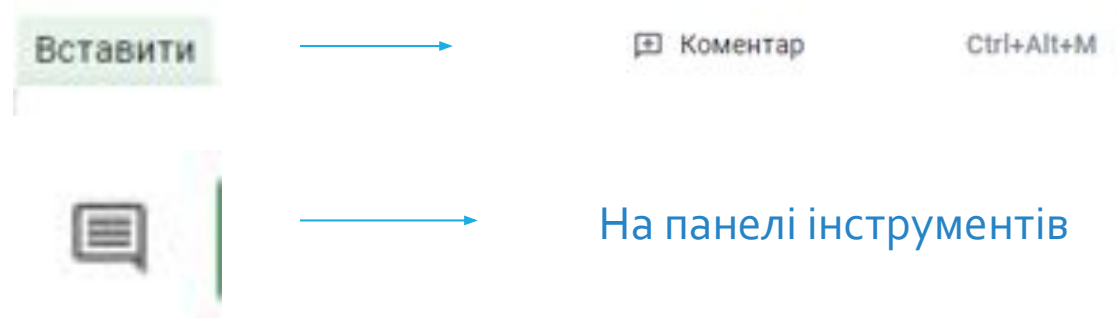 Вставити
Коментар Ctrl+Alt+M
На панелі інструментів